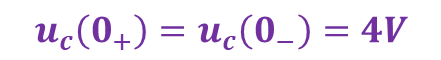 u_c(0_+) = u_c(0_−) = 4V